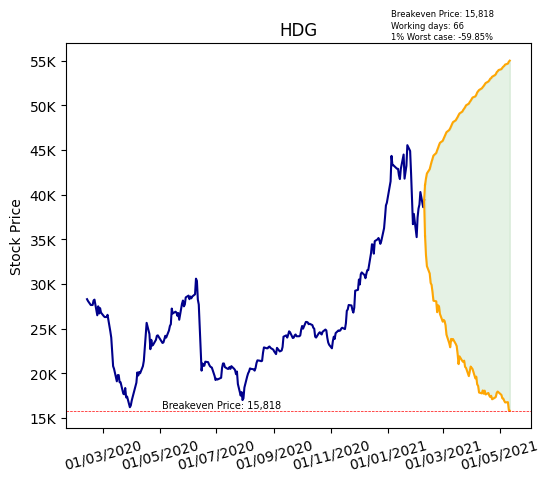 Breakeven Price: 15,818
Working days: 66
1% Worst case: -59.85%
HDG
Stock Price
55K
50K
45K
40K
35K
30K
25K
20K
15K
Breakeven Price: 15,818
01/03/2020
01/05/2020
01/07/2020
01/09/2020
01/11/2020
01/01/2021
01/03/2021
01/05/2021